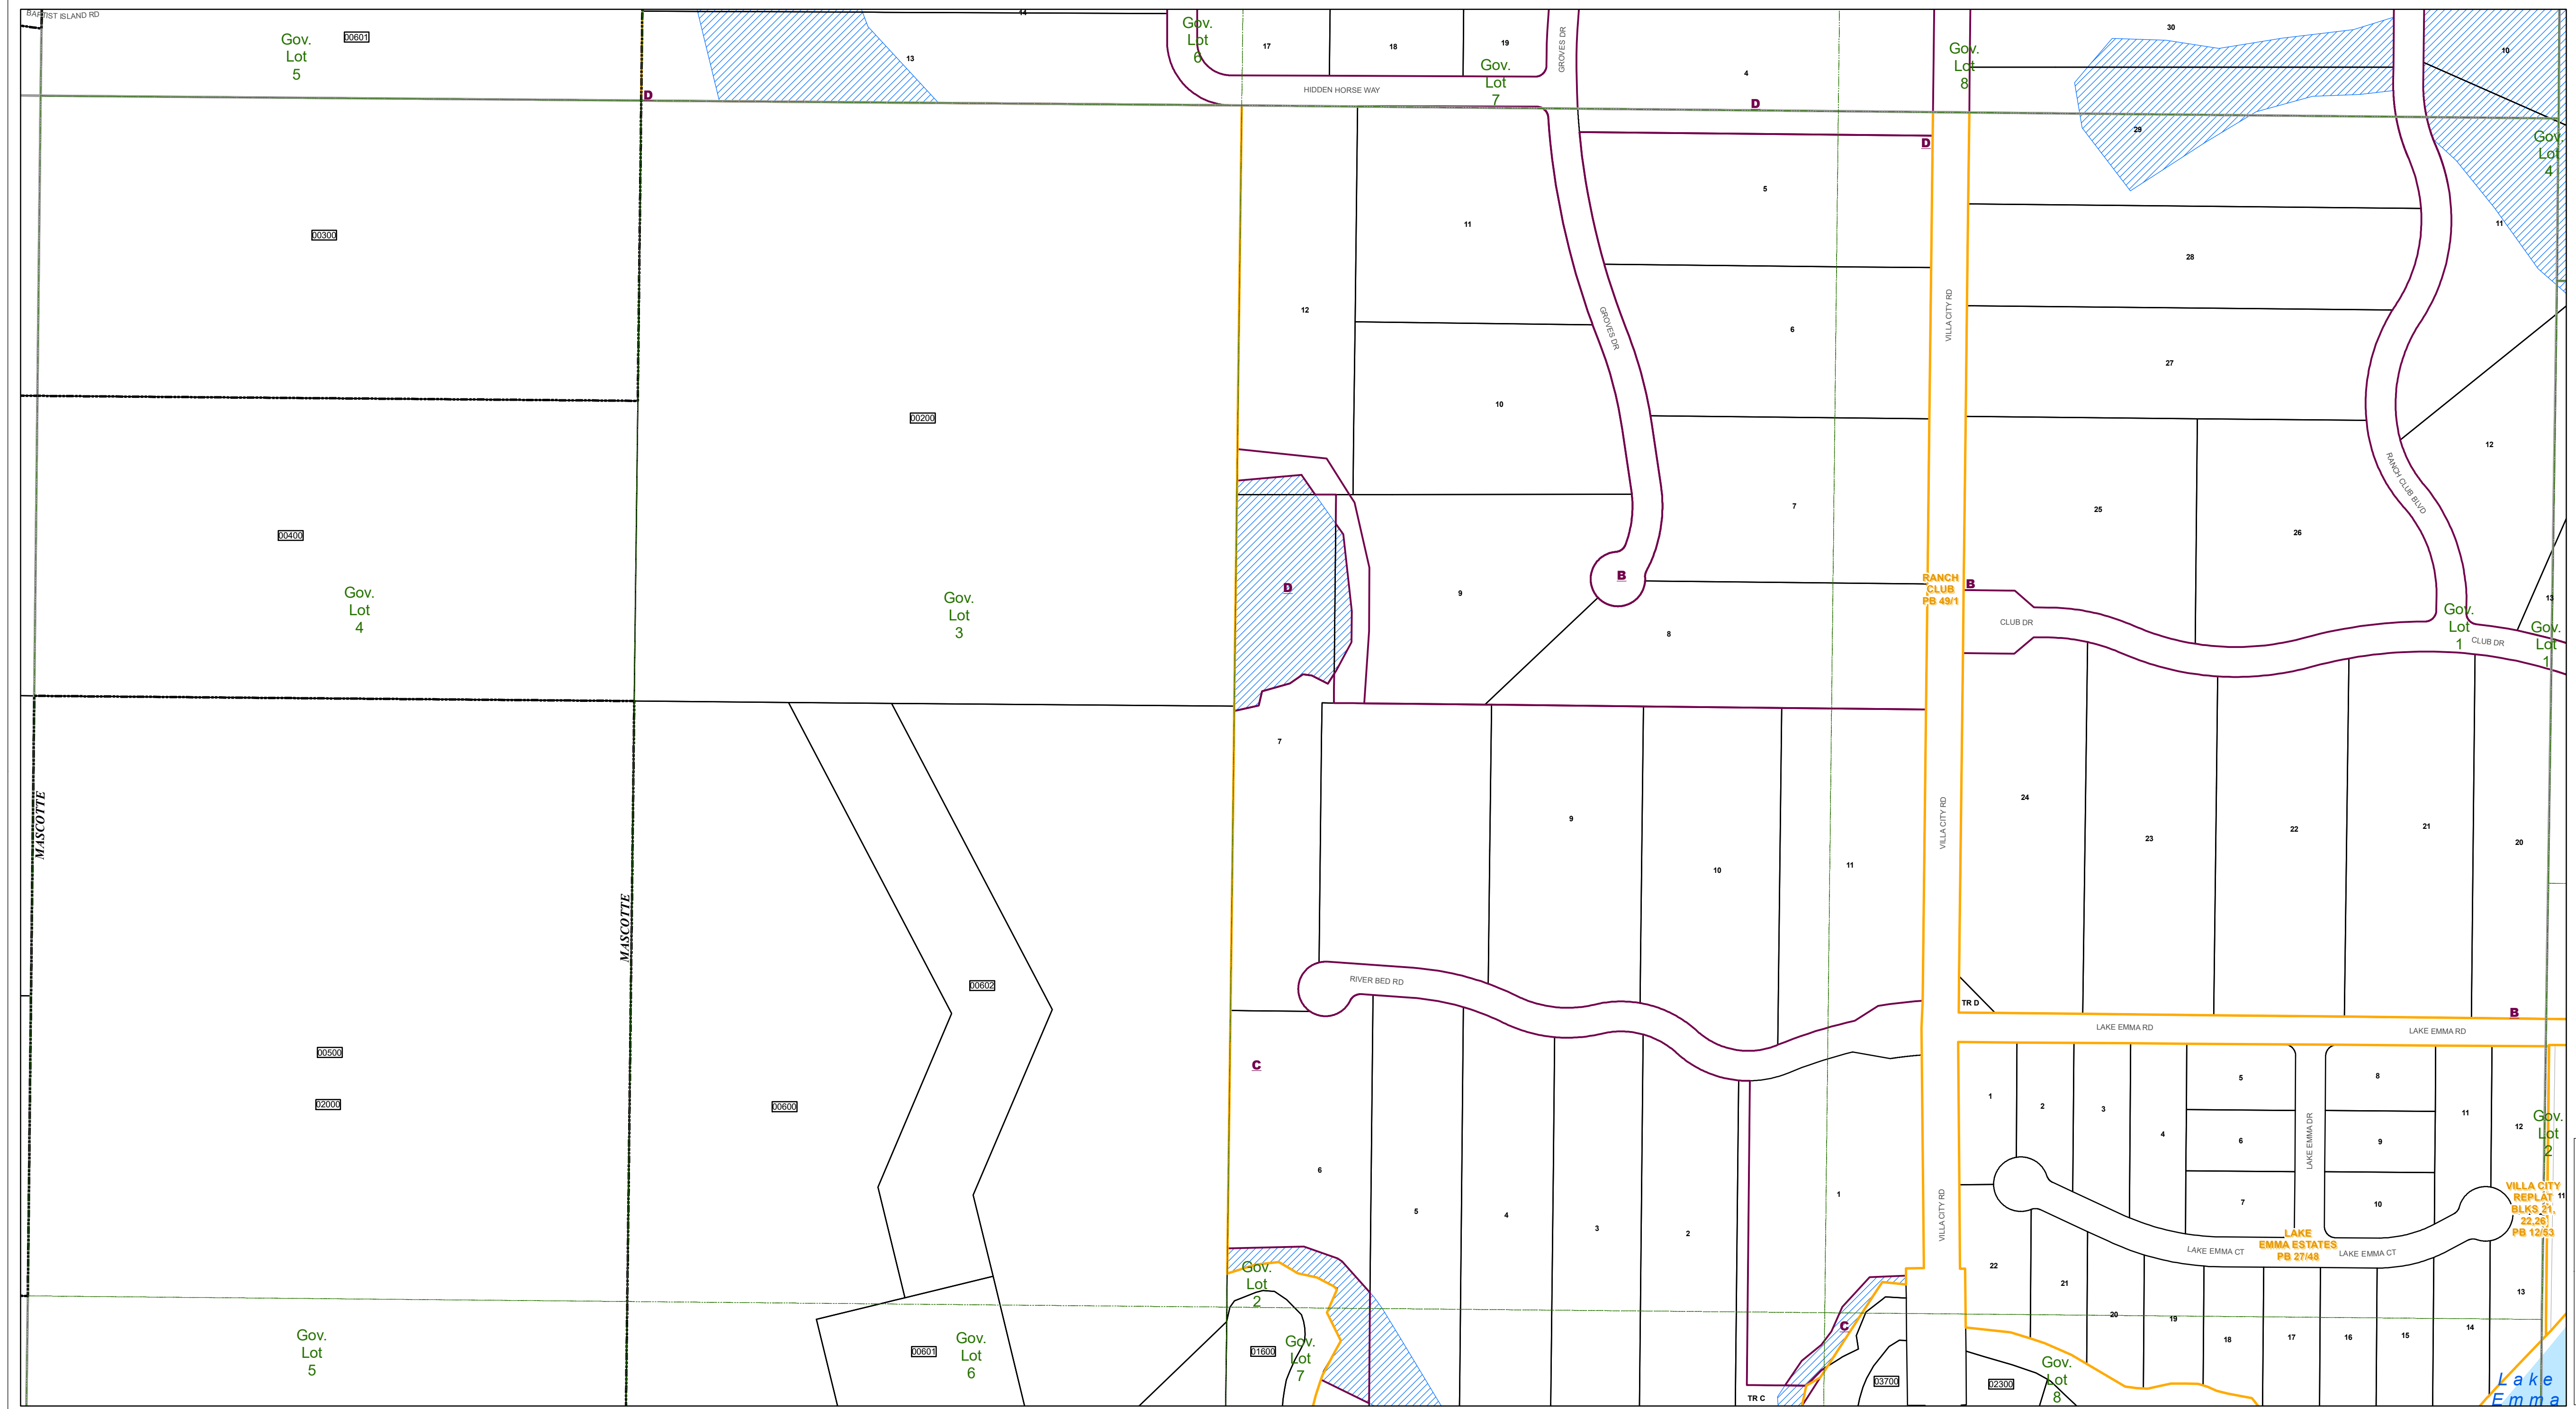 BAPTIST ISLAND RD
Gov.
Lot
5
00601
14
13
Gov.
Lot
6
17
18
19
GROVES DR
Gov.
Lot
7
HIDDEN HORSE WAY
4
Gov.
Lot
8
30
10
D
D
D
29
Gov.
Lot
4
00300
11
5
28
11
12
GROVES DR
6
VILLA CITY RD
27
00200
10
12
RANCH CLUB BLVD
00400
7
25
26
Gov.
Lot
4
Gov.
Lot
3
D
9
B
8
RANCH
CLUB
PB 49/1
B
CLUB DR
13
Gov.
Lot
1
CLUB DR
Gov.
Lot
1
7
MASCOTTE
MASCOTTE
9
10
11
VILLA CITY RD
24
23
22
21
20
00602
RIVER BED RD
TR D
B
LAKE EMMA RD
LAKE EMMA RD
00500
02000
00600
C
6
5
4
3
2
1
VILLA CITY RD
1
2
3
4
5
6
7
LAKE EMMA DR
8
9
10
11
12
Gov.
Lot
2
VILLA CITY
REPLAT
BLKS 21,
22,26
PB 12/53
11
LAKE
EMMA ESTATES
PB 27/48
LAKE EMMA CT
LAKE EMMA CT
22
21
20
19
18
17
16
15
14
13
Gov.
Lot
2
Gov.
Lot
5
00601
Gov.
Lot
6
01600
Gov.
Lot
7
C
TR C
03700
02300
Gov.
Lot
8
Lake
Emma